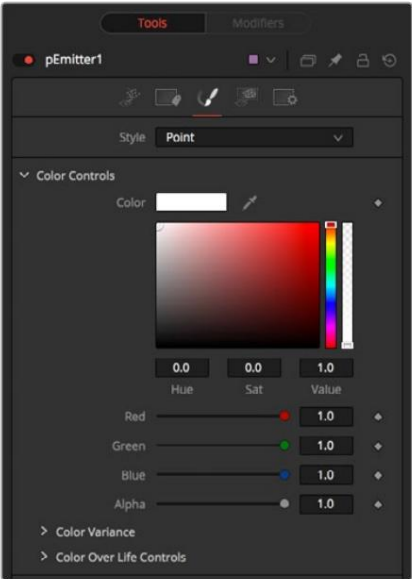 Tools Modifiers
pEmitter1
Style Point
Color Controls
Color
0.0 0.0 1.0
Hue Sat Value
Red 1.0
Green 1.0
Blue 1.0
Alpha 1.0
Color Variance
Color Over Life Controls